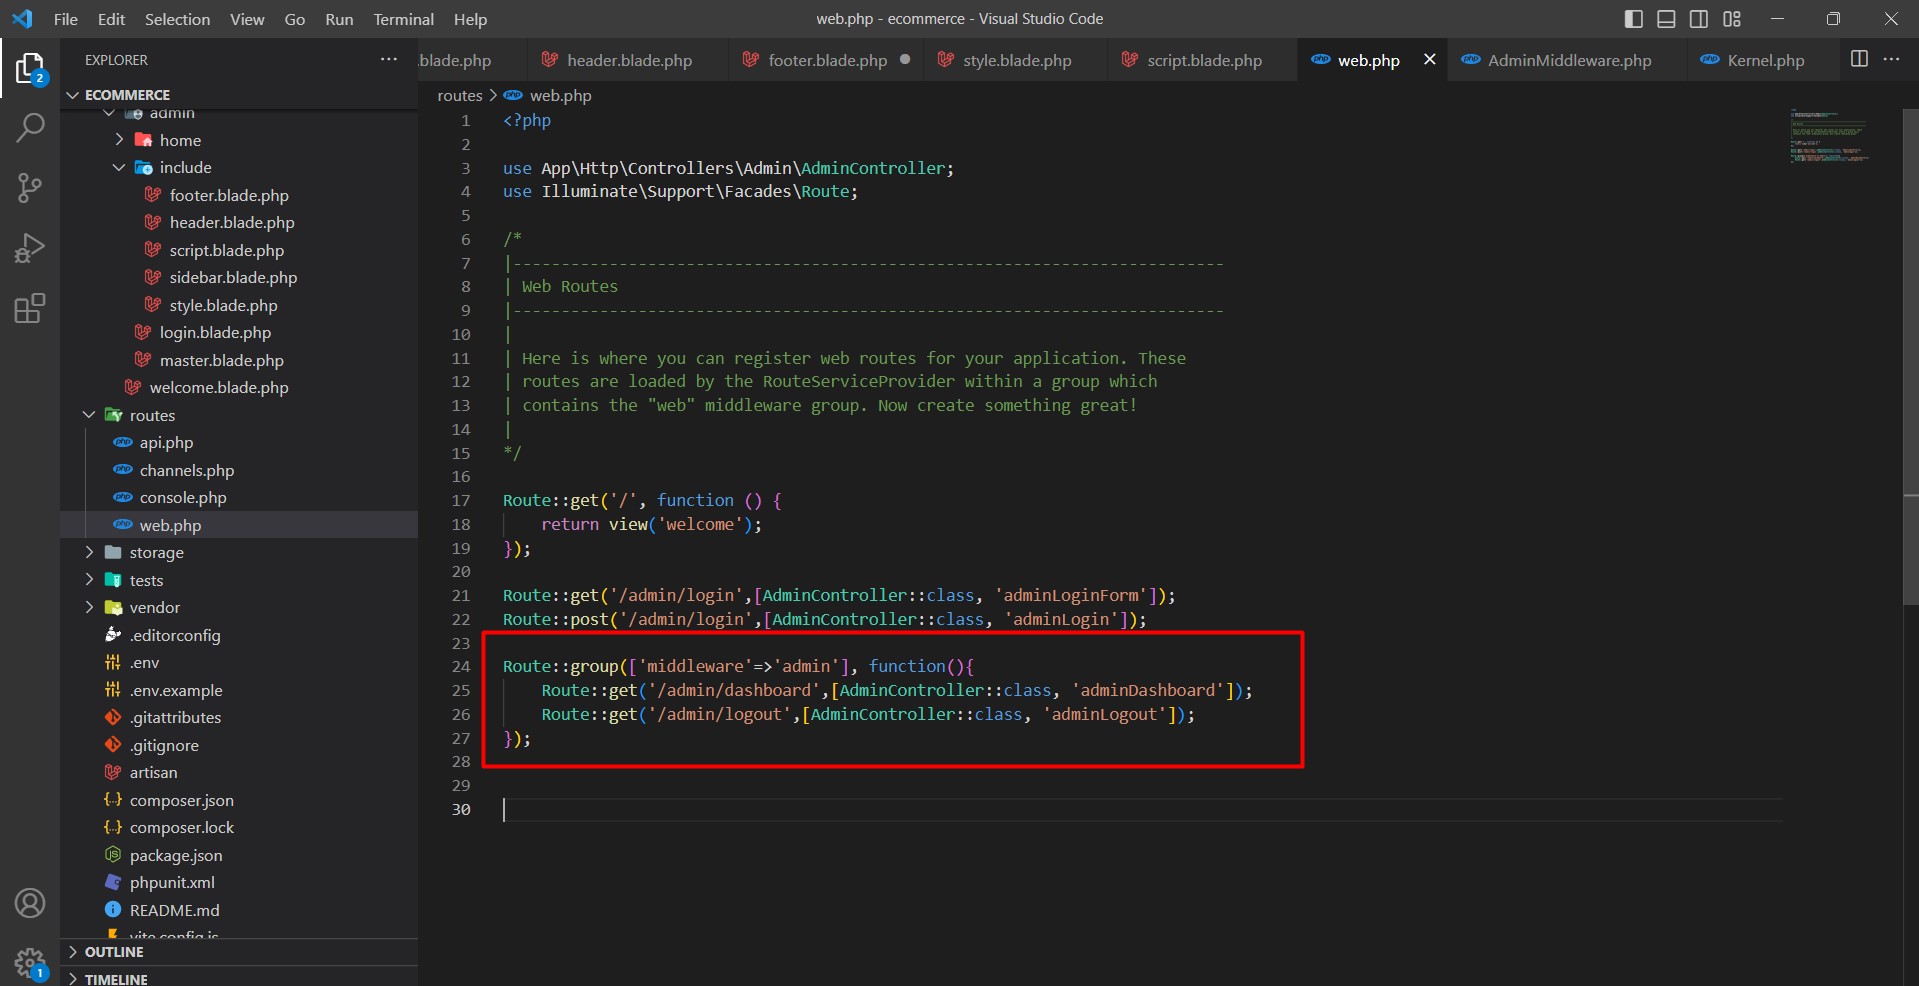 File Edit Selection View Go Run Terminal Help
web.php - ecommerce - Visual Studio Code
EXPLORER
.blade.php header.blade.php footer.blade.php style.blade.php script.blade.php web.php AdminMiddleware.php Kernel.php
ECOMMERCE
admin
home
include
footer.blade.php
header.blade.php
script.blade.php
sidebar.blade.php
style.blade.php
login.blade.php
master.blade.php
welcome.blade.php
routes
api.php
channels.php
console.php
web.php
storage
tests
vendor
.editorconfig
.env
.env.example
.gitattributes
.gitignore
artisan
composer.json
composer.lock
package.json
phpunit.xml
README.md
vite.config.js
OUTLINE
TIMELINE
2
1
routes > web.php
1 <?php
2
3 use App\Http\Controllers\Admin\AdminController;
4 use Illuminate\Support\Facades\Route;
5
6 /*
7 |--------------------------------------------------------------------------
8 | Web Routes
9 |--------------------------------------------------------------------------
10 |
11 | Here is where you can register web routes for your application. These
12 | routes are loaded by the RouteServiceProvider within a group which
13 | contains the "web" middleware group. Now create something great!
14 |
15 */
16
17 Route::get('/', function () {
18     return view('welcome');
19 });
20
21 Route::get('/admin/login',[AdminController::class, 'adminLoginForm']);
22 Route::post('/admin/login',[AdminController::class, 'adminLogin']);
23
24 Route::group(['middleware'=>'admin'], function(){
25     Route::get('/admin/dashboard',[AdminController::class, 'adminDashboard']);
26     Route::get('/admin/logout',[AdminController::class, 'adminLogout']);
27 });
28
29
30